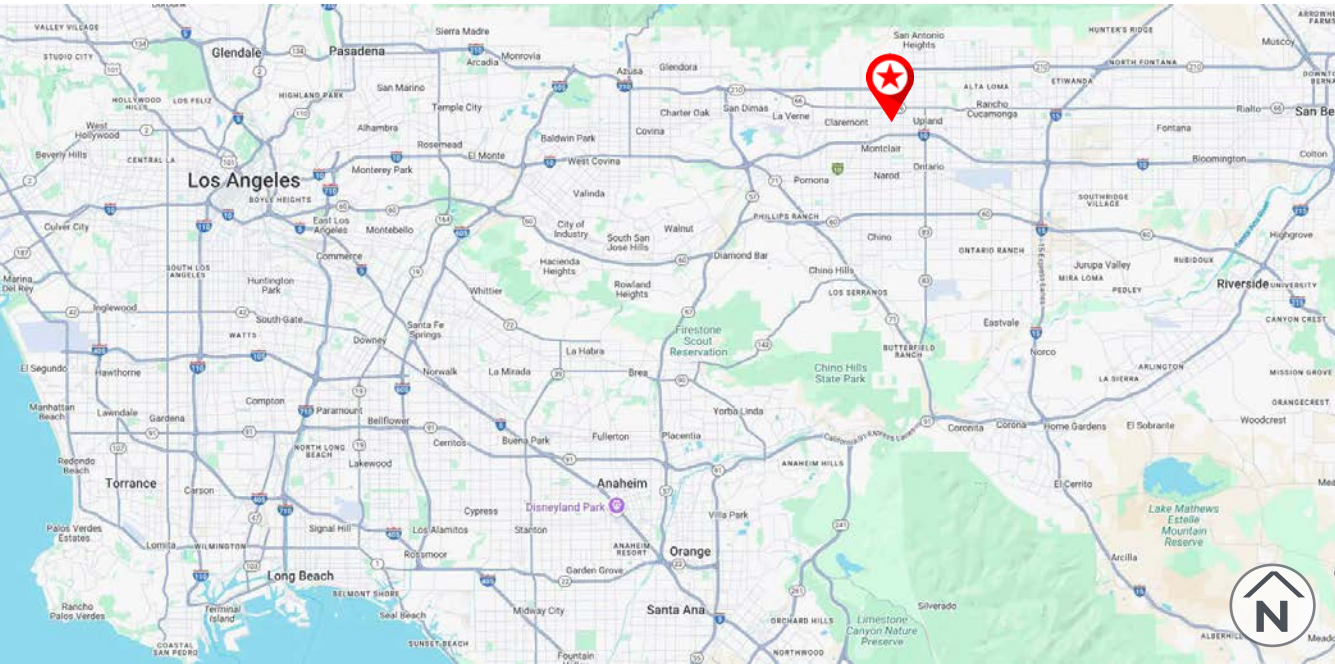 VALLEY VILLAGE
STUDIO CITY
Glendale
Pasadena
Sierra Madre
Arcadia
Monrovia
Azusa
Glendora
San Antonio
Heights
HUNTER'S RIDGE
Muscoy
NORTH FONTANA
ETIWANDA
ALTA LOMA
Rancho
Cucamonga
Rialto
San Be
HOLLYWOOD
HILLS
LOS FELIZ
HIGHLAND PARK
San Marino
Temple City
Charter Oak
San Dimas
La Verne
Claremont
Upland
Fontana
West
Hollywood
Alhambra
Rosemead
Baldwin Park
Covina
Montclair
Beverly Hills
CENTRAL LA
Monterey Park
El Monte
West Covina
Ontario
Bloomington
Colton
Los Angeles
BOYLE HEIGHTS
Pomona
Narod
Valinda
SOUTHRIDGE
VILLAGE
Culver City
East Los
Angeles
Montebello
City of
Industry
Walnut
South San
Jose Hills
PHILLIPS RANCH
Chino
Highgrove
Commerce
Diamond Bar
ONTARIO RANCH
Marina
Del Rey
SOUTH LOS
ANGELES
Huntington
Park
Hacienda
Heights
Rowland
Heights
Chino Hills
LOS SERRANOS
Jurupa Valley
MIRA LOMA
RUBIDOUX
PEDLEY
Riverside
UNIVERSITY
Whittier
Inglewood
South Gate
WATTS
Downey
Santa Fe
Springs
Firestone
Scout
Reservation
Eastvale
CANYON CREST
La Habra
BUTTERFIELD
RANCH
Norco
El Segundo
Hawthorne
Norwalk
La Mirada
Brea
Chino Hills
State Park
ARLINGTON
LA SIERRA
MISSION GROVE
Manhattan
Beach
Lawndale
Gardena
Compton
Paramount
Bellflower
Yorba Linda
ORANGECREST
Woodcrest
Cerritos
Buena Park
Fullerton
Placentia
California 91 Express Lanes
Coronita
Corona
Home Gardens
El Sobrante
NORTH LONG
BEACH
Lakewood
Redondo
Beach
ANAHEIM HILLS
Torrance
Carson
Anaheim
El Cerrito
Disneyland Park
Cypress
Villa Park
Lake Mathews
Estelle
Mountain
Reserve
Palos Verdes
Estates
Signal Hill
Los Alamitos
Stanton
Lomita
WILMINGTON
Rossmoor
ANAHEIM
RESORT
Orange
Arcilla
Long Beach
Garden Grove
BELMONT SHORE
Rancho
Palos Verdes
Terminal
Island
Seal Beach
Midway City
Santa Ana
Silverado
ORCHARD HILLS
Limestone
Canyon Nature
Preserve
COASTAL
SAN PEDRO
SUNSET BEACH
Fountain
NORTHWOOD
N